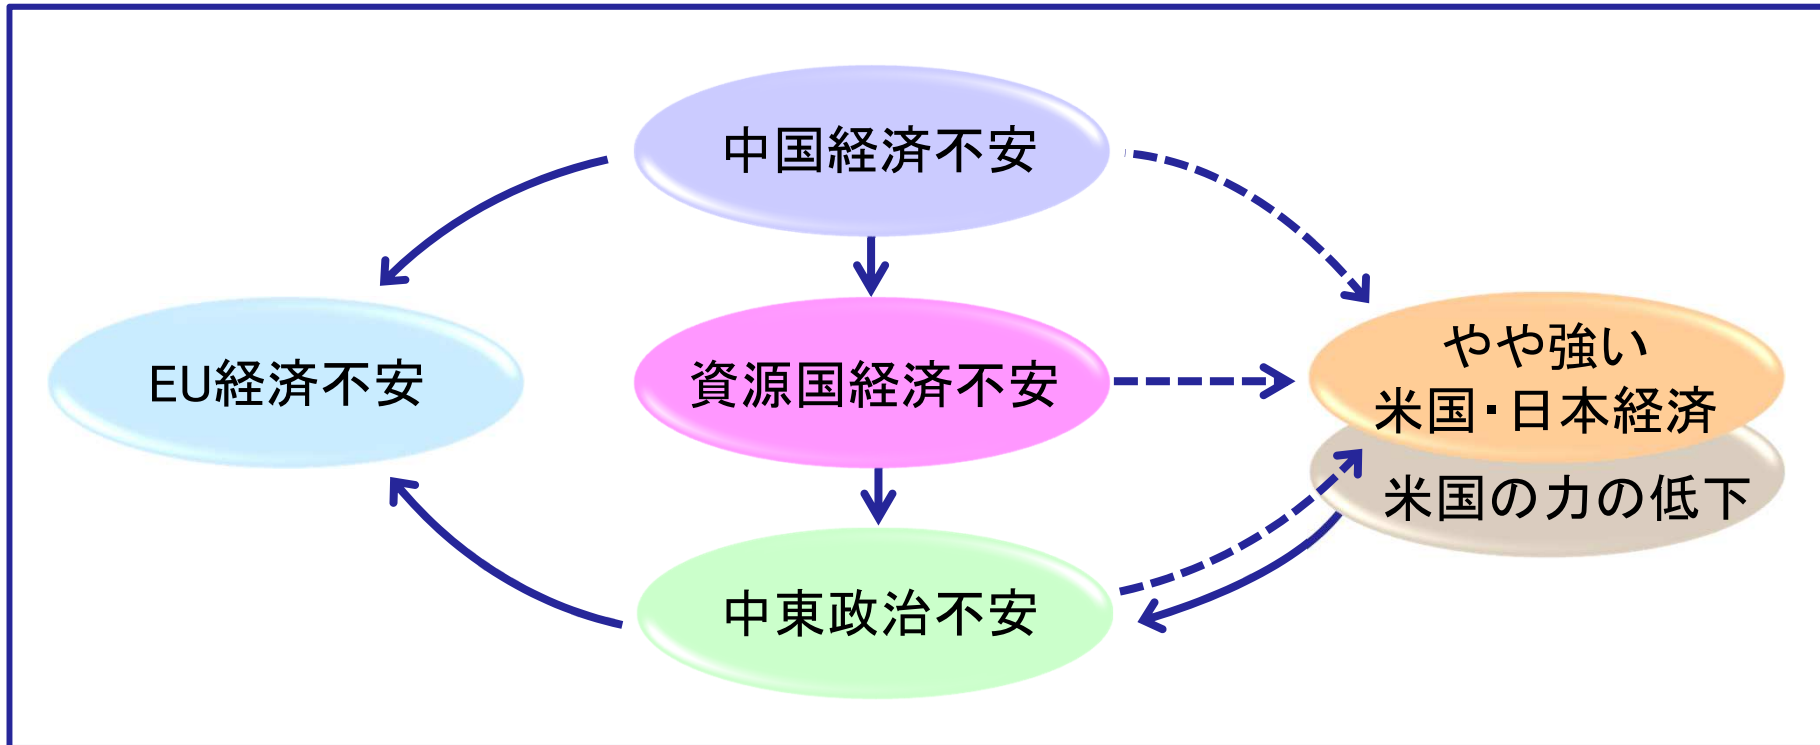 中国経済不安
EU経済不安
資源国経済不安
やや強い
米国・日本経済
米国の力の低下
中東政治不安